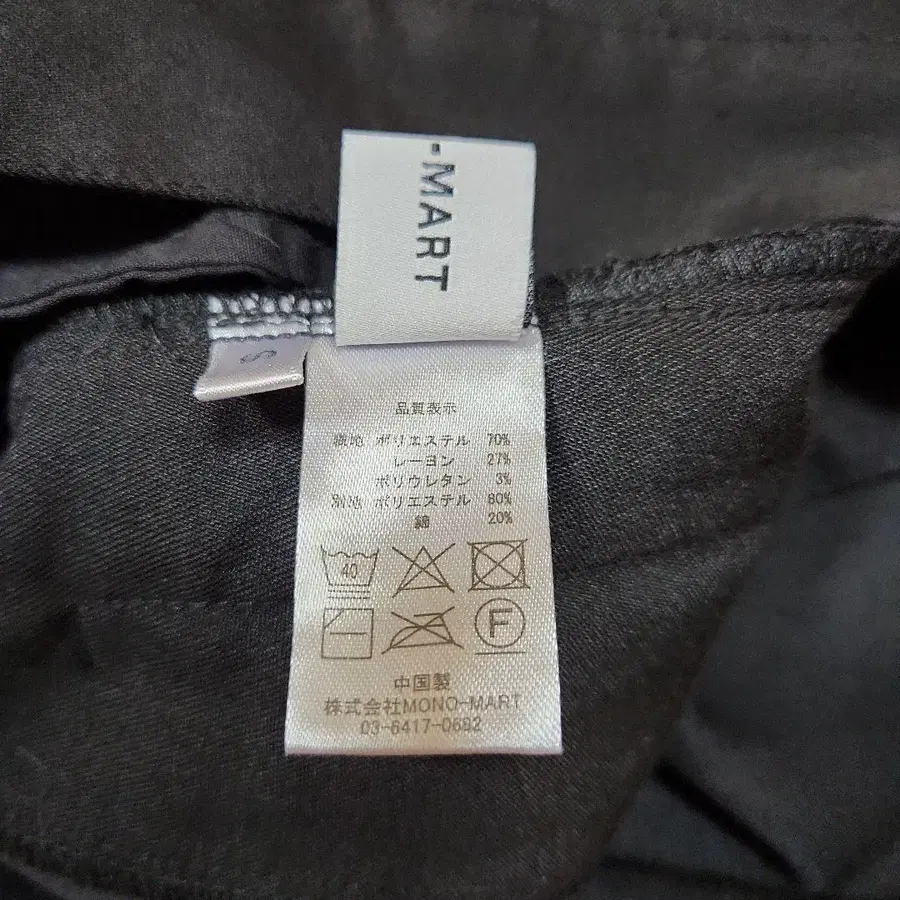 ・MART
S
品質表示
織地 ポリエステル 70%
レーヨン 27%
ポリウレタン 3%
別地 ポリエステル 80%
綿 20%
40
F
中国製
株式会社MONO-MART
03-6417-0682